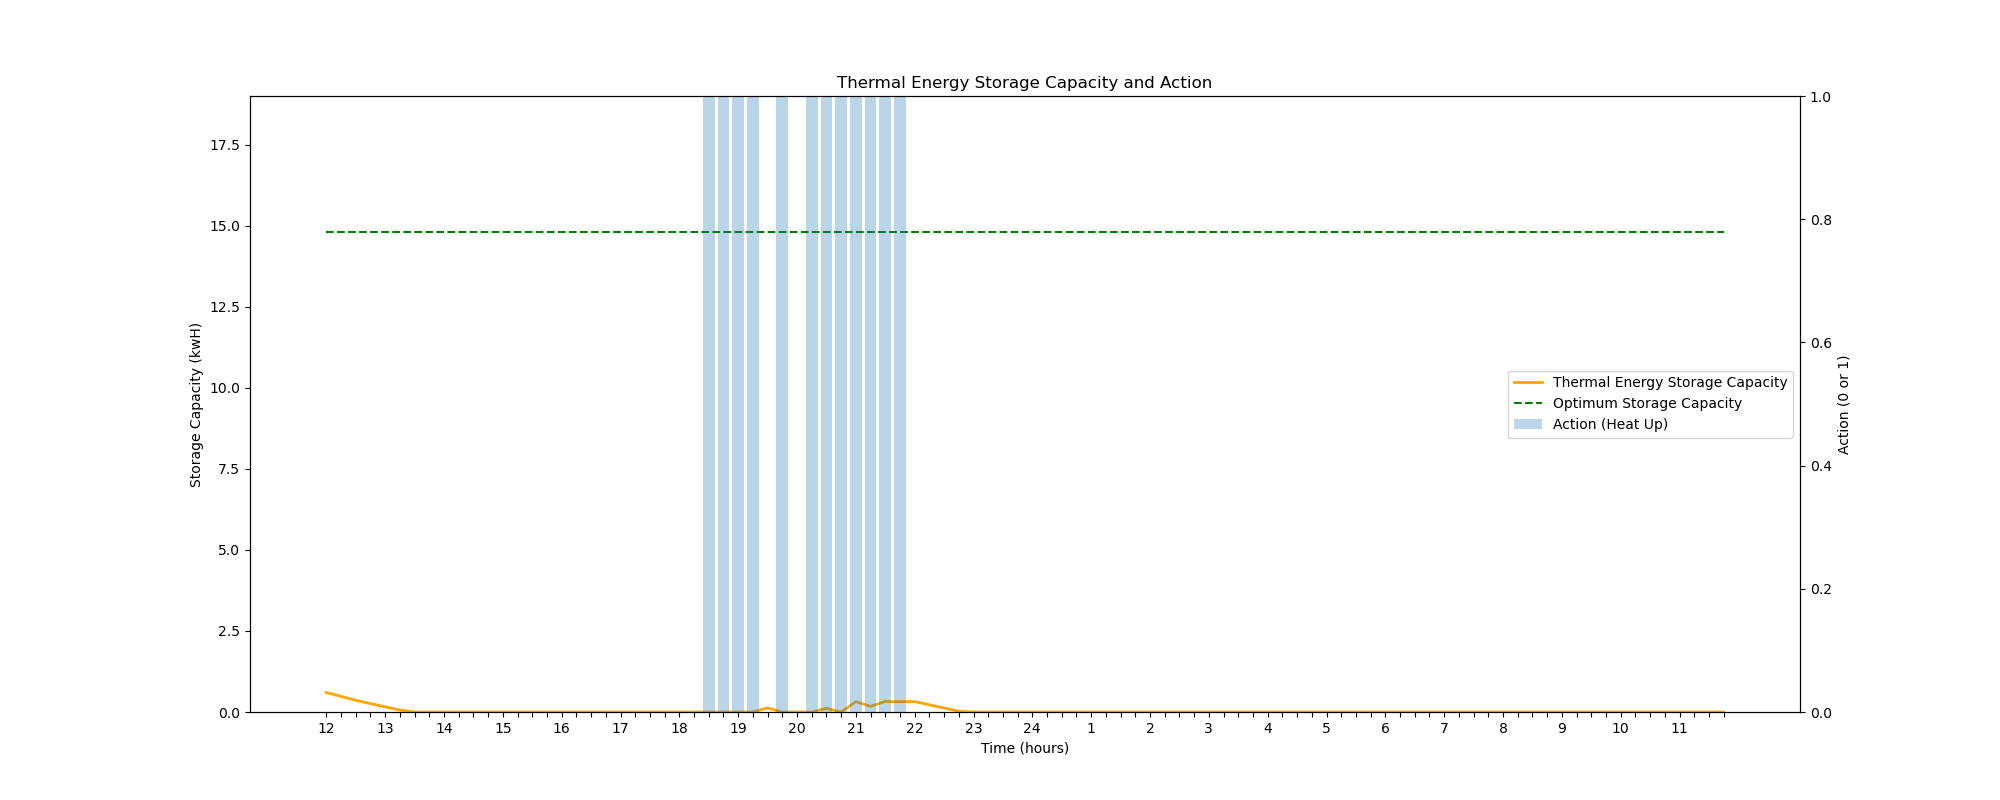 Thermal Energy Storage Capacity and Action
17.5
15.0
12.5
10.0
7.5
5.0
2.5
0.0
Storage Capacity (kwH)
1.0
0.8
0.6
0.4
0.2
0.0
Action (0 or 1)
Thermal Energy Storage Capacity
Optimum Storage Capacity
Action (Heat Up)
12 13 14 15 16 17 18 19 20 21 22 23 24 1 2 3 4 5 6 7 8 9 10 11
Time (hours)